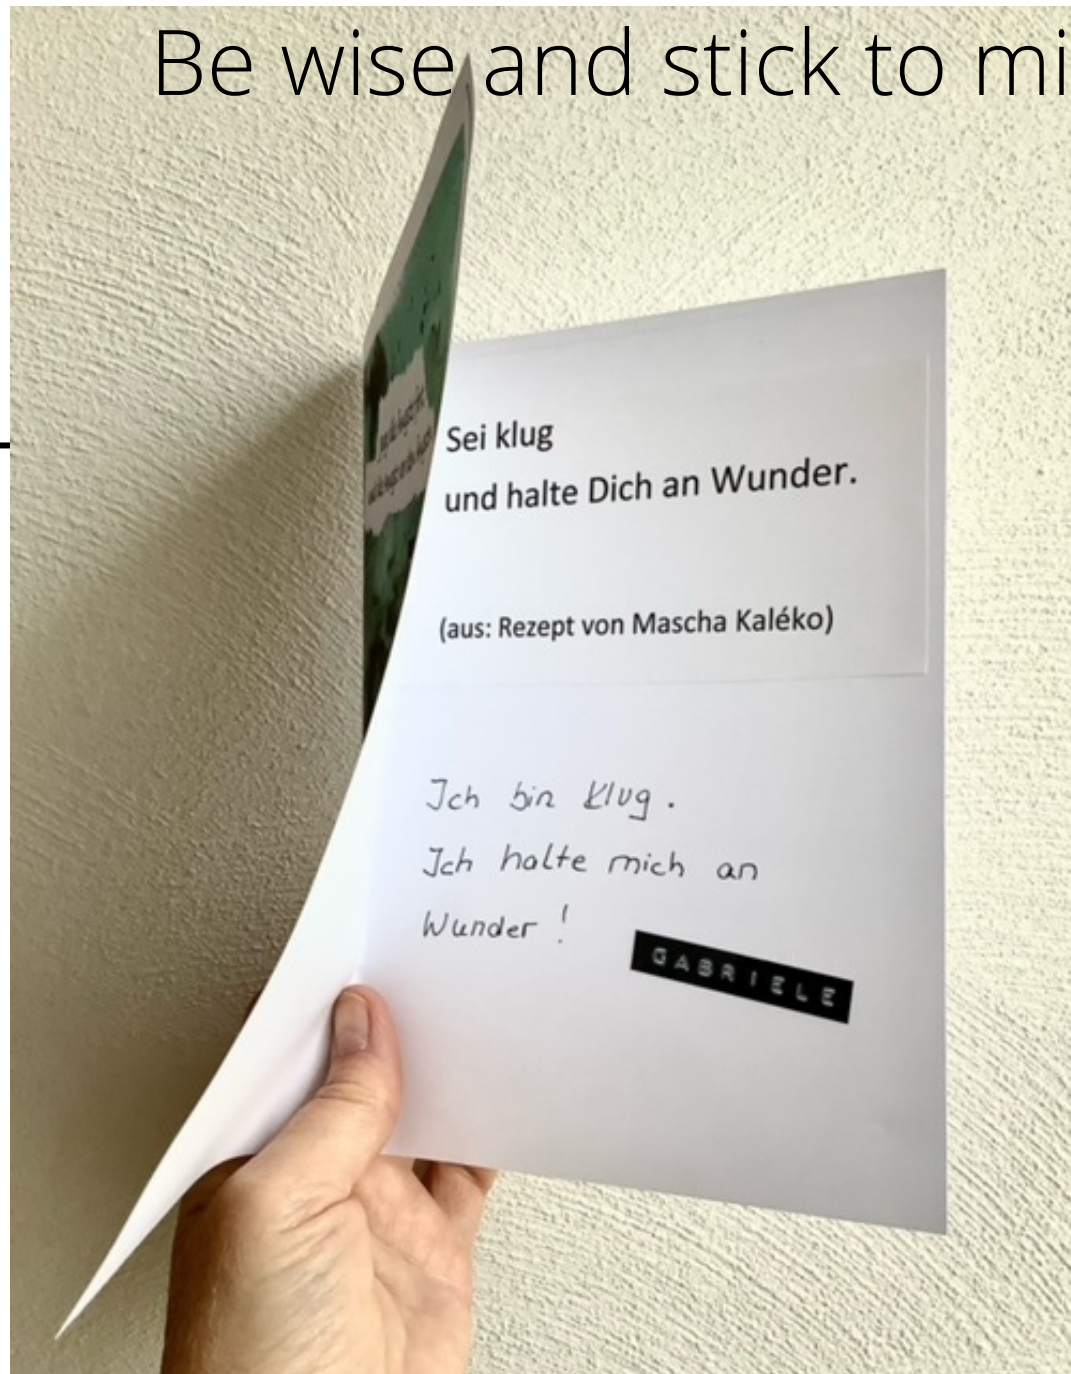 Be wise and stick to mi
Sei klug
und halte Dich an Wunder.
(aus: Rezept von Mascha Kaléko)
Ich bin klug.
Ich halte mich an
Wunder!
GABRIELE